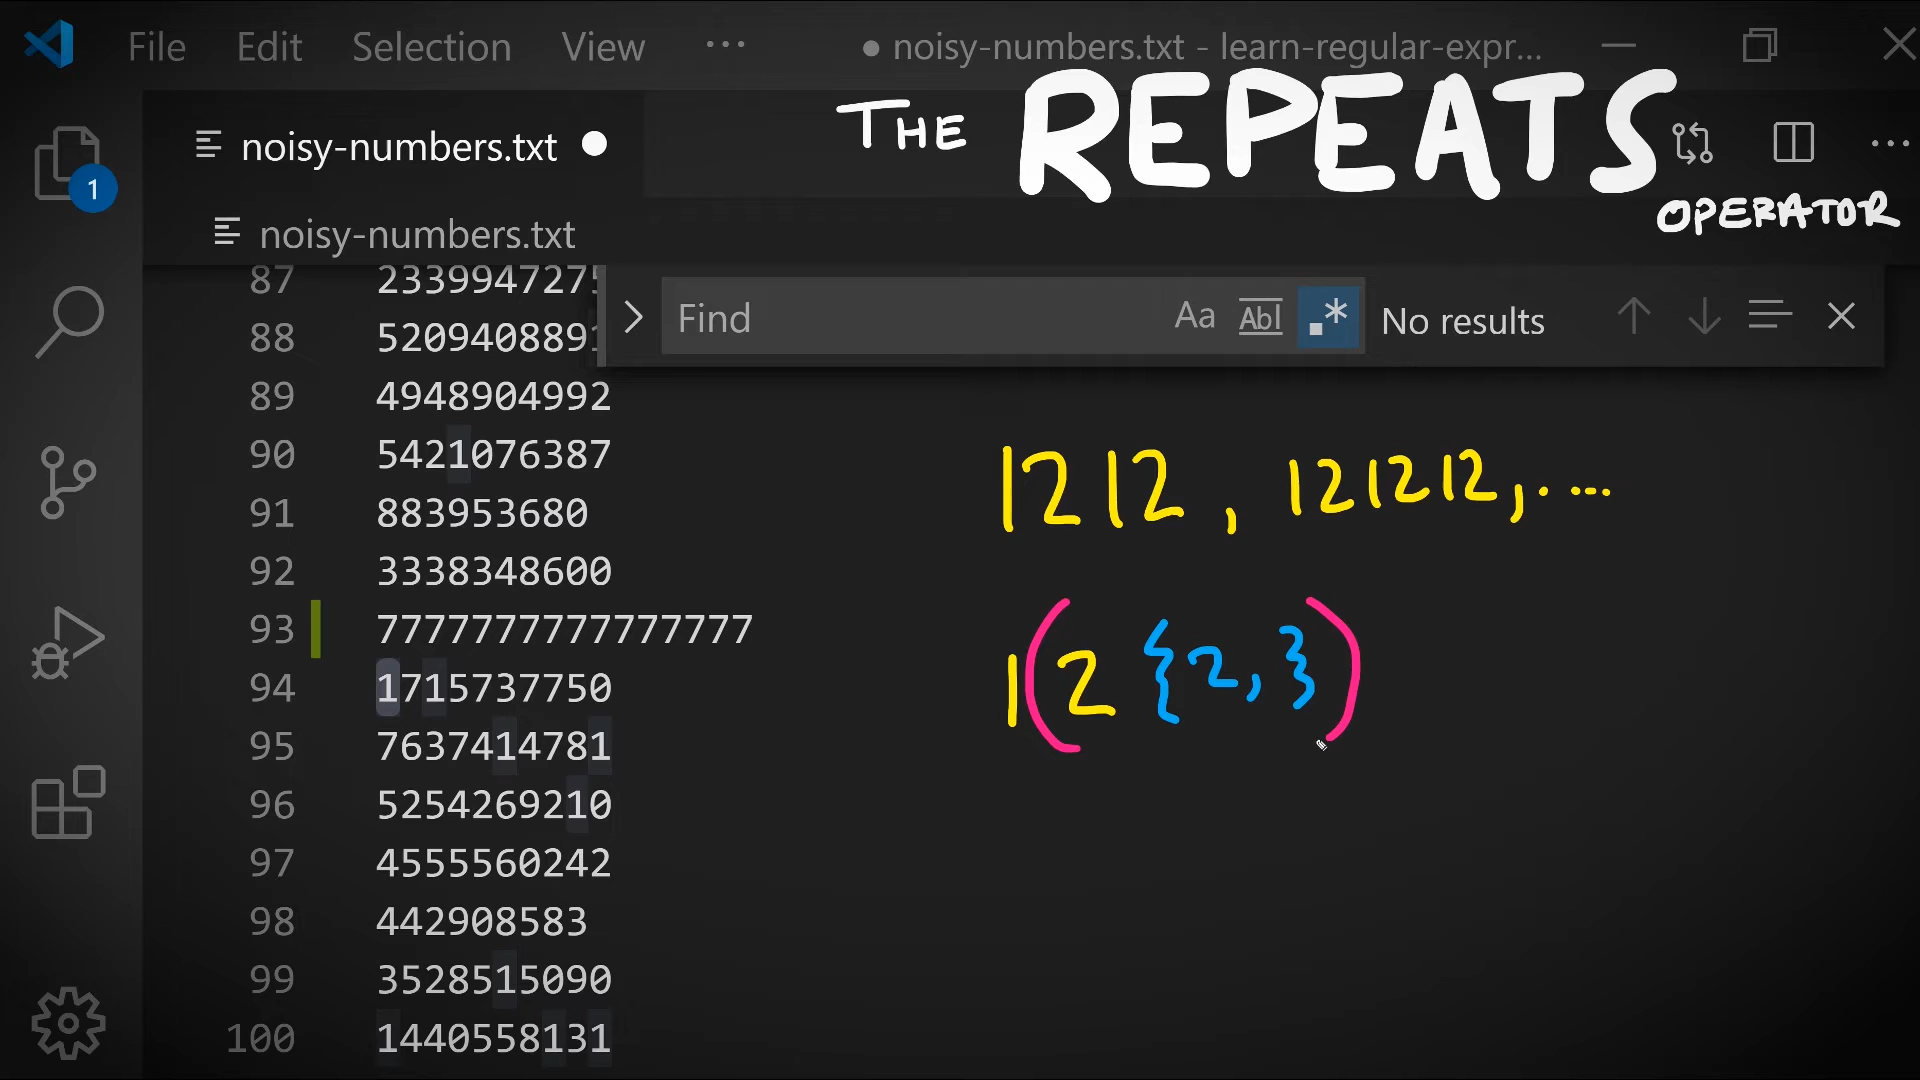 File Edit Selection View ··· ● noisy-numbers.txt - learn-regular-expr...
THE REPEATS OPERATOR
noisy-numbers.txt
1
noisy-numbers.txt
Find Aa Abl .* No results
87 233994727
88 520940889
89 4948904992
90 5421076387
91 883953680
92 3338348600
93 7777777777777777
94 1715737750
95 7637414781
96 5254269210
97 4555560242
98 442908583
99 3528515090
100 1440558131
1212, 121212, ....
1(2{2,})